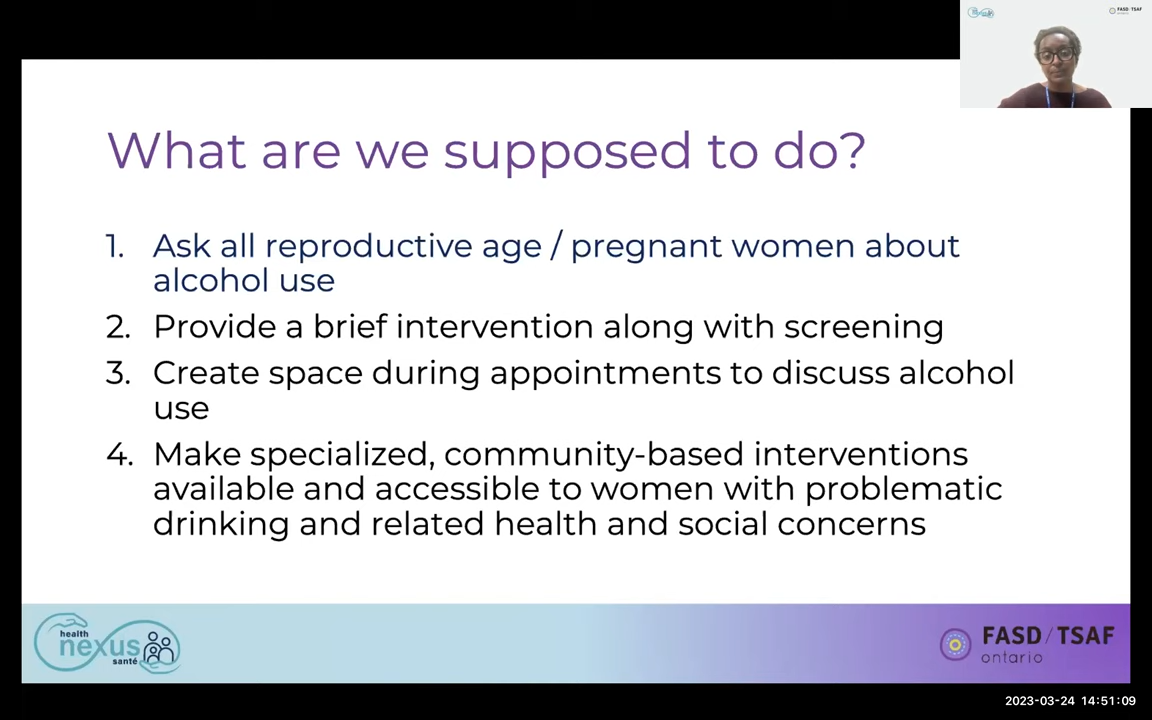 FASD / TSAF
What are we supposed to do?
1. Ask all reproductive age / pregnant women about
alcohol use
2. Provide a brief intervention along with screening
3. Create space during appointments to discuss alcohol
use
4. Make specialized, community-based interventions
available and accessible to women with problematic
drinking and related health and social concerns
health
nexus
santé
FASD / TSAF
ontario
2023-03-24 14:51:09